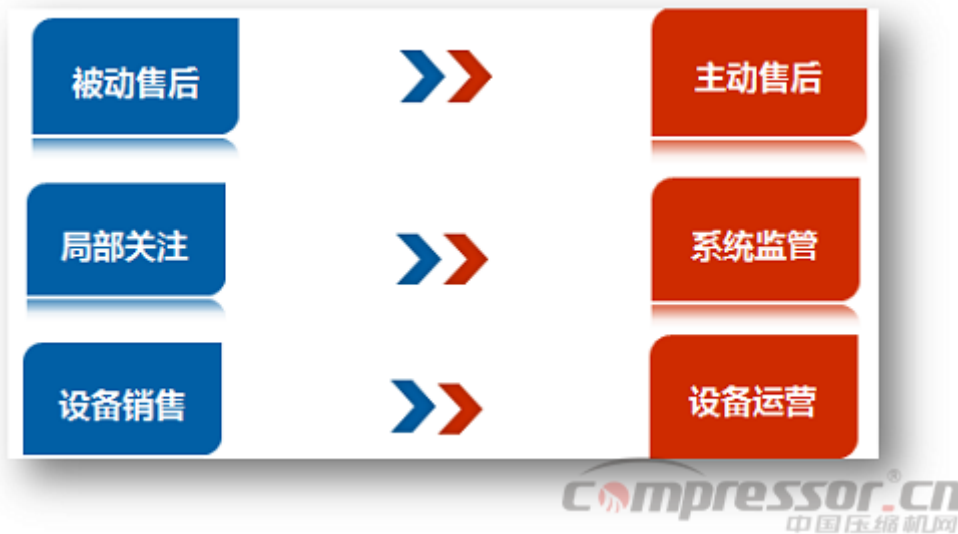 被动售后
主动售后
局部关注
系统监管
设备销售
设备运营
compressor.cn
®
中国压缩机网